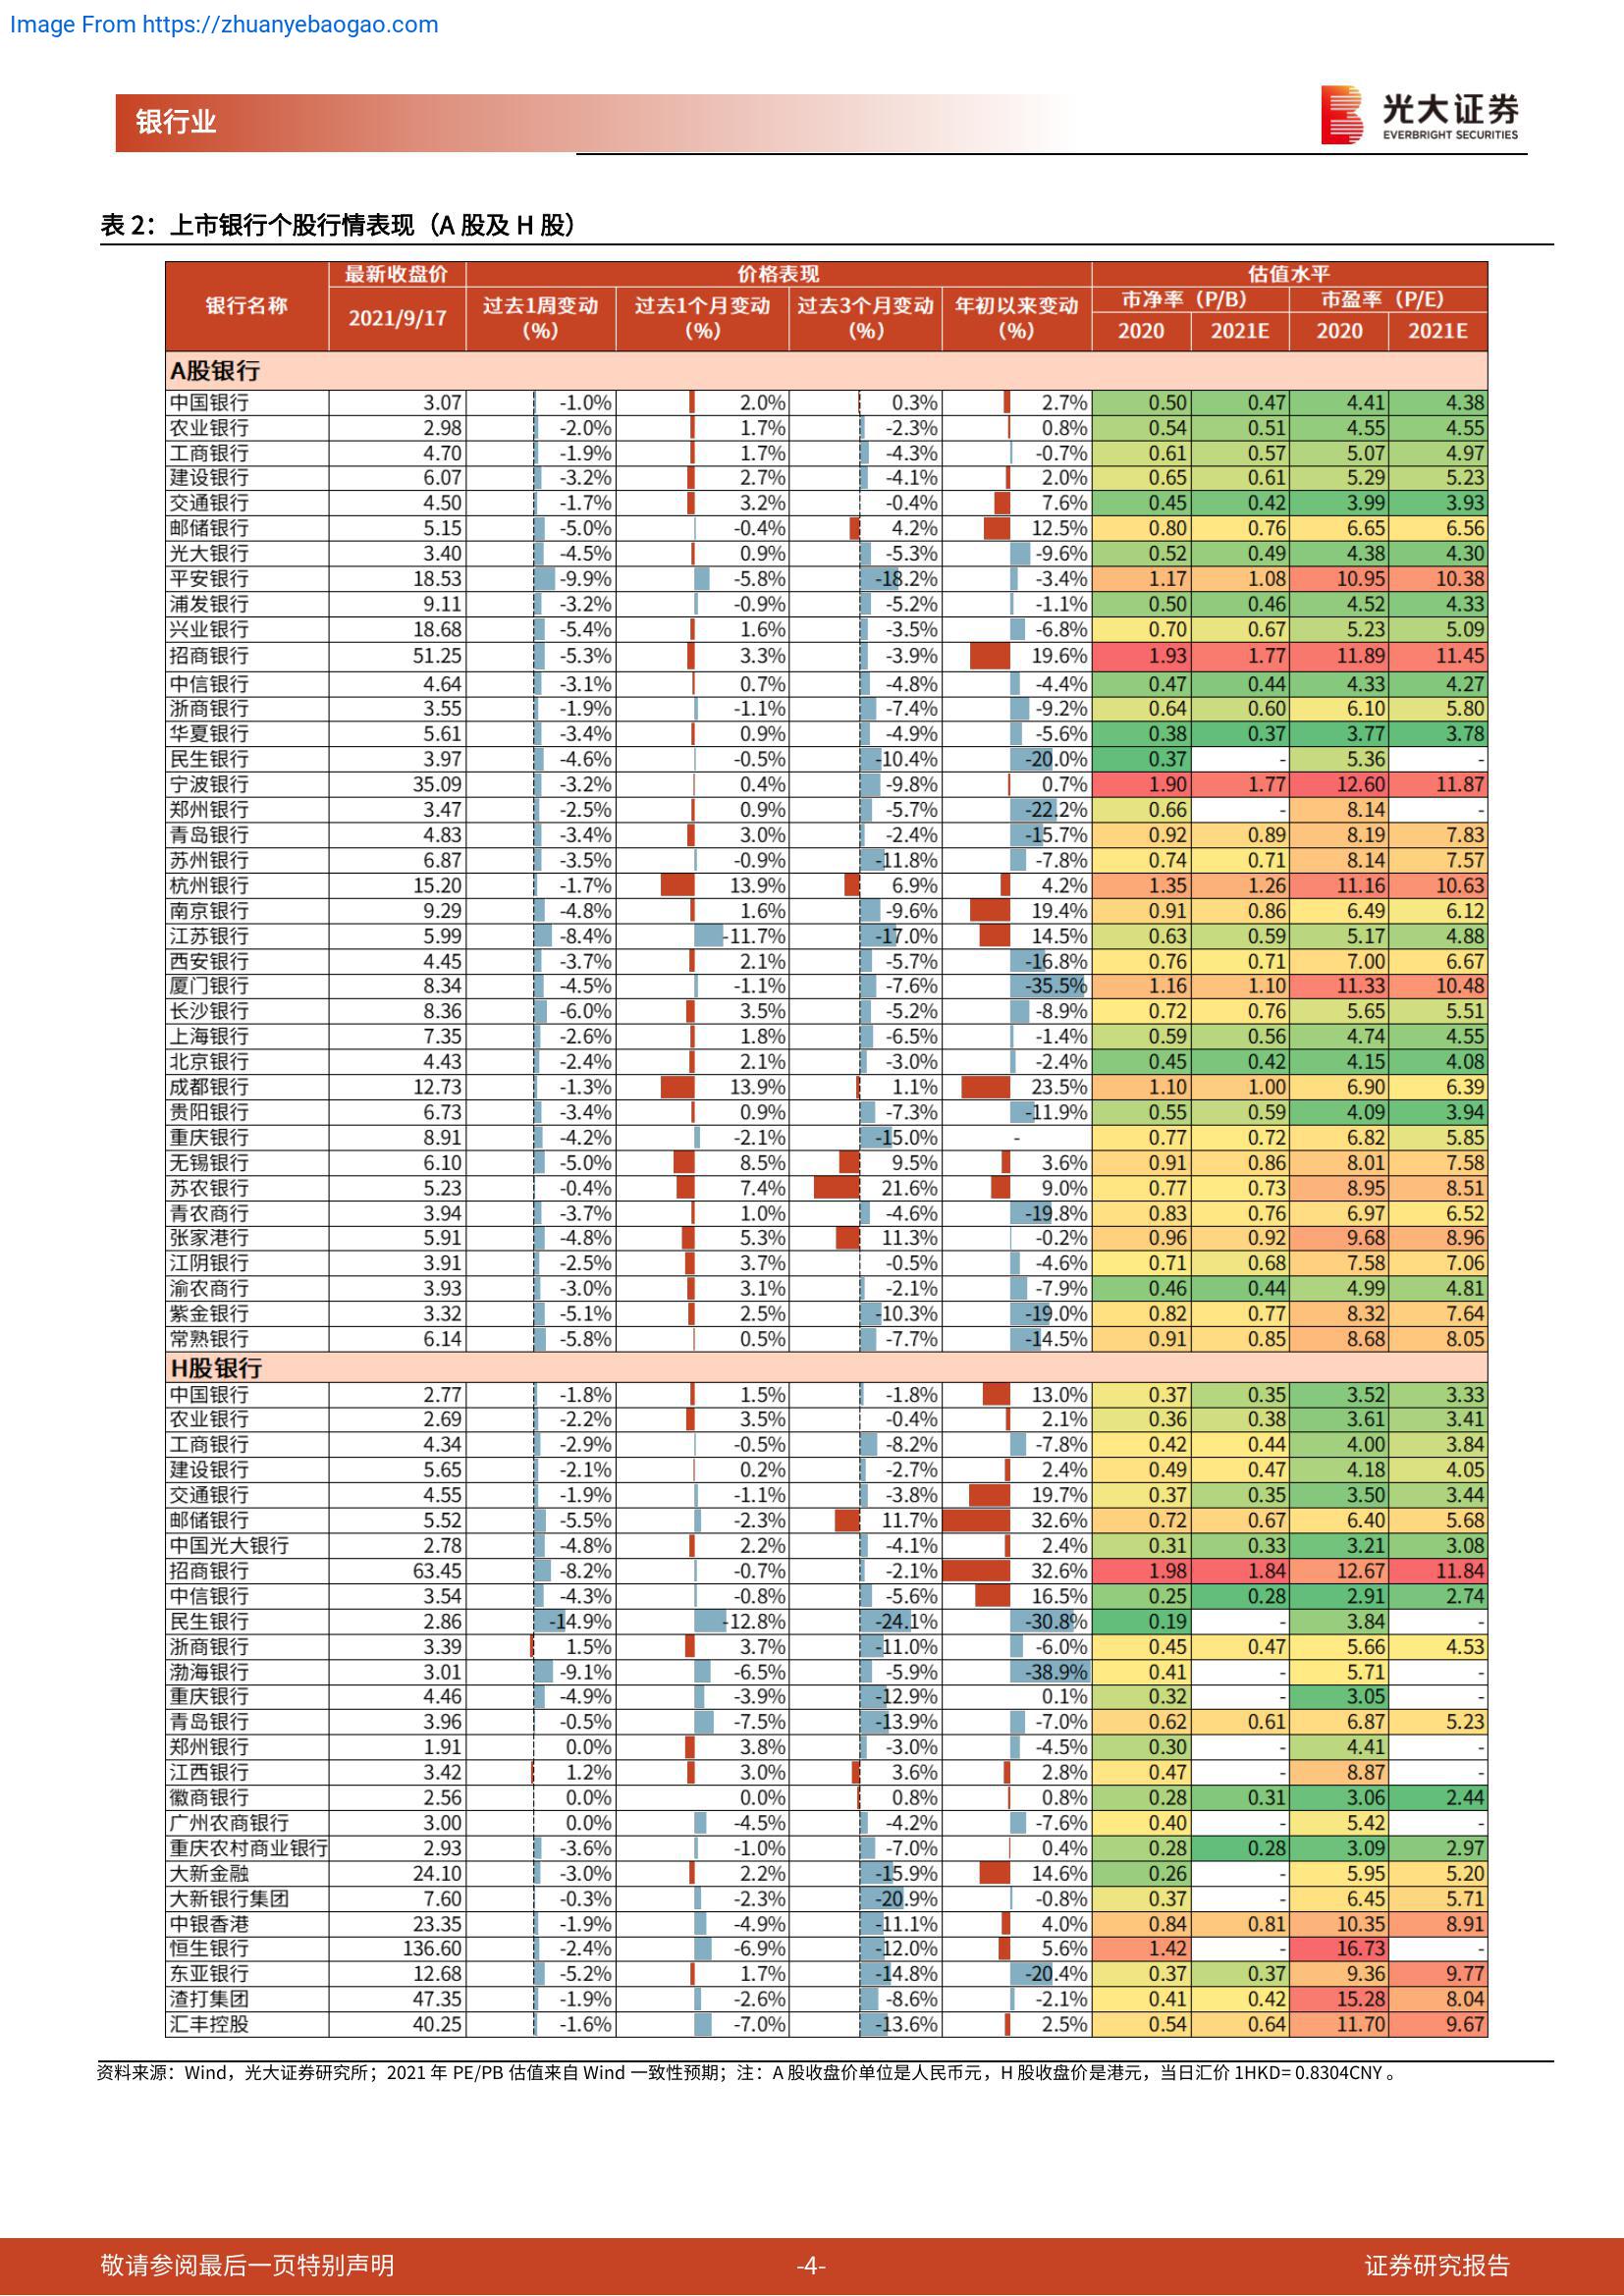 Image From https://zhuanyebaogao.com
银行业
光大证券
EVERBRIGHT SECURITIES
表 2：上市银行个股行情表现（A 股及 H 股）
银行名称 最新收盘价 价格表现 估值水平
2021/9/17 过去1周变动（%） 过去1个月变动（%） 过去3个月变动（%） 年初以来变动（%） 市净率（P/B） 市盈率（P/E）
2020 2021E 2020 2021E
A股银行
中国银行 3.07 -1.0% 2.0% 0.3% 2.7% 0.50 0.47 4.41 4.38
农业银行 2.98 -2.0% 1.7% -2.3% 0.8% 0.54 0.51 4.55 4.55
工商银行 4.70 -1.9% 1.7% -4.3% -0.7% 0.61 0.57 5.07 4.97
建设银行 6.07 -3.2% 2.7% -4.1% 2.0% 0.65 0.61 5.29 5.23
交通银行 4.50 -1.7% 3.2% -0.4% 7.6% 0.45 0.42 3.99 3.93
邮储银行 5.15 -5.0% -0.4% 4.2% 12.5% 0.80 0.76 6.65 6.56
光大银行 3.40 -4.5% 0.9% -5.3% -9.6% 0.52 0.49 4.38 4.30
平安银行 18.53 -9.9% -5.8% -18.2% -3.4% 1.17 1.08 10.95 10.38
浦发银行 9.11 -3.2% -0.9% -5.2% -1.1% 0.50 0.46 4.52 4.33
兴业银行 18.68 -5.4% 1.6% -3.5% -6.8% 0.70 0.67 5.23 5.09
招商银行 51.25 -5.3% 3.3% -3.9% 19.6% 1.93 1.77 11.89 11.45
中信银行 4.64 -3.1% 0.7% -4.8% -4.4% 0.47 0.44 4.33 4.27
浙商银行 3.55 -1.9% -1.1% -7.4% -9.2% 0.64 0.60 6.10 5.80
华夏银行 5.61 -3.4% 0.9% -4.9% -5.6% 0.38 0.37 3.77 3.78
民生银行 3.97 -4.6% -0.5% -10.4% -20.0% 0.37 - 5.36 -
宁波银行 35.09 -3.2% 0.4% -9.8% 0.7% 1.90 1.77 12.60 11.87
郑州银行 3.47 -2.5% 0.9% -5.7% -22.2% 0.66 - 8.14 -
青岛银行 4.83 -3.4% 3.0% -2.4% -15.7% 0.92 0.89 8.19 7.83
苏州银行 6.87 -3.5% -0.9% -11.8% -7.8% 0.74 0.71 8.14 7.57
杭州银行 15.20 -1.7% 13.9% 6.9% 4.2% 1.35 1.26 11.16 10.63
南京银行 9.29 -4.8% 1.6% -9.6% 19.4% 0.91 0.86 6.49 6.12
江苏银行 5.99 -8.4% -11.7% -17.0% 14.5% 0.63 0.59 5.17 4.88
西安银行 4.45 -3.7% 2.1% -5.7% -16.8% 0.76 0.71 7.00 6.67
厦门银行 8.34 -4.5% -1.1% -7.6% -35.5% 1.16 1.10 11.33 10.48
长沙银行 8.36 -6.0% 3.5% -5.2% -8.9% 0.72 0.76 5.65 5.51
上海银行 7.35 -2.6% 1.8% -6.5% -1.4% 0.59 0.56 4.74 4.55
北京银行 4.43 -2.4% 2.1% -3.0% -2.4% 0.45 0.42 4.15 4.08
成都银行 12.73 -1.3% 13.9% 1.1% 23.5% 1.10 1.00 6.90 6.39
贵阳银行 6.73 -3.4% 0.9% -7.3% -11.9% 0.55 0.59 4.09 3.94
重庆银行 8.91 -4.2% -2.1% -15.0% - 0.77 0.72 6.82 5.85
无锡银行 6.10 -5.0% 8.5% 9.5% 3.6% 0.91 0.86 8.01 7.58
苏农银行 5.23 -0.4% 7.4% 21.6% 9.0% 0.77 0.73 8.95 8.51
青农商行 3.94 -3.7% 1.0% -4.6% -19.8% 0.83 0.76 6.97 6.52
张家港行 5.91 -4.8% 5.3% 11.3% -0.2% 0.96 0.92 9.68 8.96
江阴银行 3.91 -2.5% 3.7% -0.5% -4.6% 0.71 0.68 7.58 7.06
渝农商行 3.93 -3.0% 3.1% -2.1% -7.9% 0.46 0.44 4.99 4.81
紫金银行 3.32 -5.1% 2.5% -10.3% -19.0% 0.82 0.77 8.32 7.64
常熟银行 6.14 -5.8% 0.5% -7.7% -14.5% 0.91 0.85 8.68 8.05
H股银行
中国银行 2.77 -1.8% 1.5% -1.8% 13.0% 0.37 0.35 3.52 3.33
农业银行 2.69 -2.2% 3.5% -0.4% 2.1% 0.36 0.38 3.61 3.41
工商银行 4.34 -2.9% -0.5% -8.2% -7.8% 0.42 0.44 4.00 3.84
建设银行 5.65 -2.1% 0.2% -2.7% 2.4% 0.49 0.47 4.18 4.05
交通银行 4.55 -1.9% -1.1% -3.8% 19.7% 0.37 0.35 3.50 3.44
邮储银行 5.52 -5.5% -2.3% 11.7% 32.6% 0.72 0.67 6.40 5.68
中国光大银行 2.78 -4.8% 2.2% -4.1% 2.4% 0.31 0.33 3.21 3.08
招商银行 63.45 -8.2% -0.7% -2.1% 32.6% 1.98 1.84 12.67 11.84
中信银行 3.54 -4.3% -0.8% -5.6% 16.5% 0.25 0.28 2.91 2.74
民生银行 2.86 -14.9% -12.8% -24.1% -30.8% 0.19 - 3.84 -
浙商银行 3.39 1.5% 3.7% -11.0% -6.0% 0.45 0.47 5.66 4.53
渤海银行 3.01 -9.1% -6.5% -5.9% -38.9% 0.41 - 5.71 -
重庆银行 4.46 -4.9% -3.9% -12.9% 0.1% 0.32 - 3.05 -
青岛银行 3.96 -0.5% -7.5% -13.9% -7.0% 0.62 0.61 6.87 5.23
郑州银行 1.91 0.0% 3.8% -3.0% -4.5% 0.30 - 4.41 -
江西银行 3.42 1.2% 3.0% 3.6% 2.8% 0.47 - 8.87 -
徽商银行 2.56 0.0% 0.0% 0.8% 0.8% 0.28 0.31 3.06 2.44
广州农商银行 3.00 0.0% -4.5% -4.2% -7.6% 0.40 - 5.42 -
重庆农村商业银行 2.93 -3.6% -1.0% -7.0% 0.4% 0.28 0.28 3.09 2.97
大新金融 24.10 -3.0% 2.2% -15.9% 14.6% 0.26 - 5.95 5.20
大新银行集团 7.60 -0.3% -2.3% -20.9% -0.8% 0.37 - 6.45 5.71
中银香港 23.35 -1.9% -4.9% -11.1% 4.0% 0.84 0.81 10.35 8.91
恒生银行 136.60 -2.4% -6.9% -12.0% 5.6% 1.42 - 16.73 -
东亚银行 12.68 -5.2% 1.7% -14.8% -20.4% 0.37 0.37 9.36 9.77
渣打集团 47.35 -1.9% -2.6% -8.6% -2.1% 0.41 0.42 15.28 8.04
汇丰控股 40.25 -1.6% -7.0% -13.6% 2.5% 0.54 0.64 11.70 9.67
资料来源：Wind，光大证券研究所；2021 年 PE/PB 估值来自 Wind 一致性预期；注：A 股收盘价单位是人民币元，H 股收盘价是港元，当日汇价 1HKD= 0.8304CNY 。
敬请参阅最后一页特别声明
-4-
证券研究报告